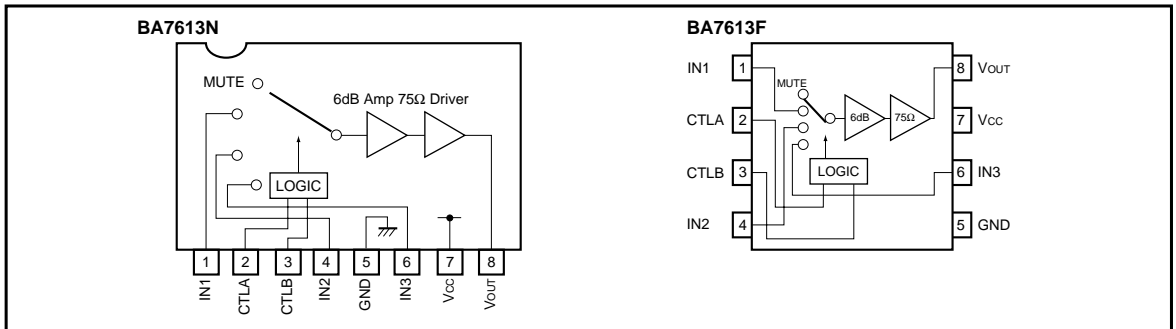 BA7613N
MUTE
6dB Amp 75Ω Driver
LOGIC
1 2 3 4 5 6 7 8
IN1 CTLA CTLB IN2 GND IN3 Vcc VOUT
BA7613F
IN1 1 8 VOUT
MUTE
6dB 75Ω
CTLA 2 7 Vcc
LOGIC
CTLB 3 6 IN3
IN2 4 5 GND